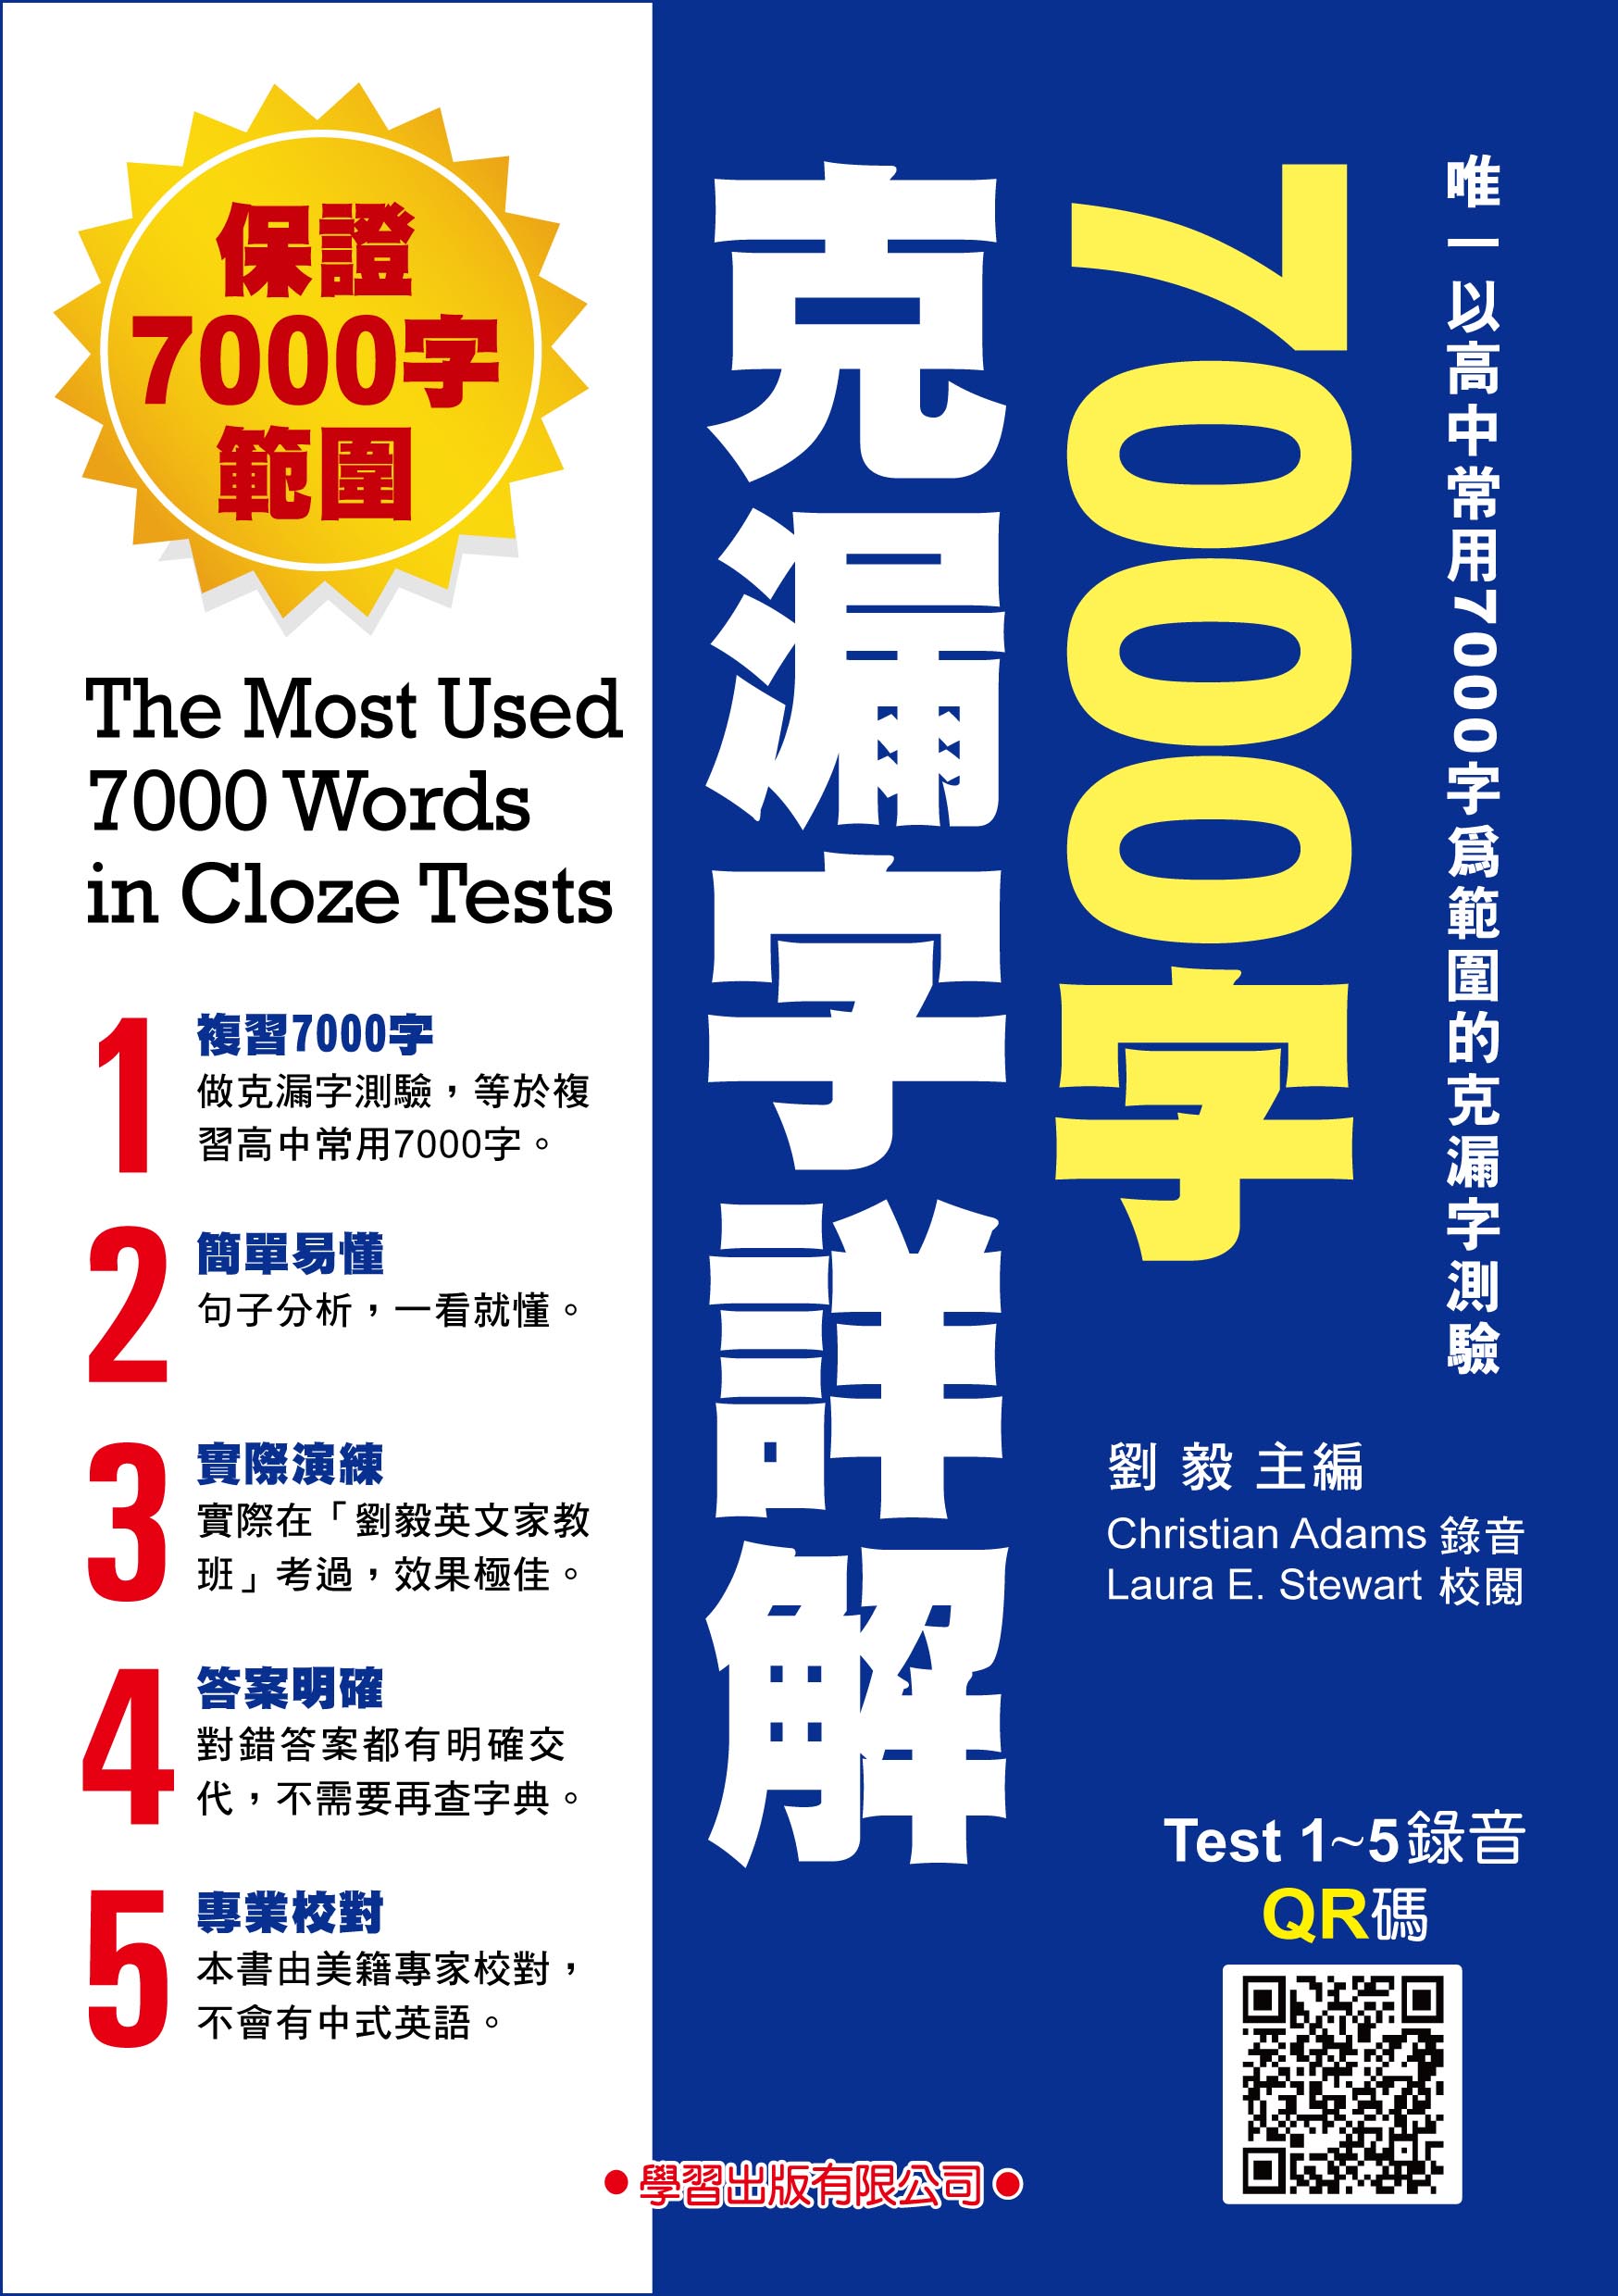 唯一以高中常用7000字爲範圍的克漏字測驗
7000字
克漏字詳解
保證
7000字
範圍
The Most Used
7000 Words
in Cloze Tests
1
複習7000字
做克漏字測驗，等於複
習高中常用7000字。
2
簡單易懂
句子分析，一看就懂。
3
實際演練
實際在「劉毅英文家教
班」考過，效果極佳。
4
答案明確
對錯答案都有明確交
代，不需要再查字典。
5
專業校對
本書由美籍專家校對，
不會有中式英語。
劉 毅 主編
Christian Adams 錄音
Laura E. Stewart 校閱
Test 1~5錄音
QR碼
●學習出版有限公司●